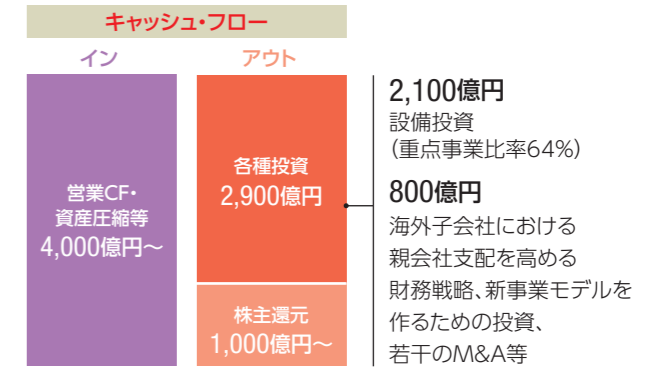 キャッシュ・フロー
イン
アウト
営業CF・
資産圧縮等
4,000億円～
各種投資
2,900億円
株主還元
1,000億円～
2,100億円
設備投資
（重点事業比率64%）
800億円
海外子会社における
親会社支配を高める
財務戦略、新事業モデルを
作るための投資、
若干のM&A等